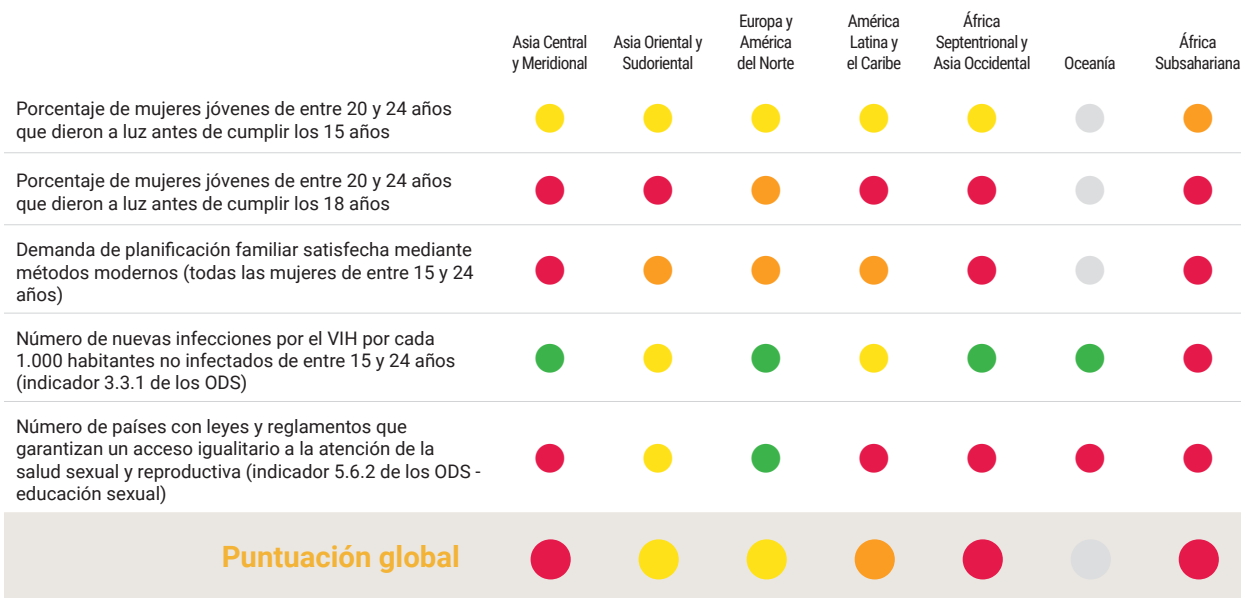 Asia Central
y Meridional
Asia Oriental y
Sudoriental
Europa y
América
del Norte
América
Latina y
el Caribe
África
Septentrional y
Asia Occidental
Oceanía
África
Subsahariana
Porcentaje de mujeres jóvenes de entre 20 y 24 años
que dieron a luz antes de cumplir los 15 años
Porcentaje de mujeres jóvenes de entre 20 y 24 años
que dieron a luz antes de cumplir los 18 años
Demanda de planificación familiar satisfecha mediante
métodos modernos (todas las mujeres de entre 15 y 24
años)
Número de nuevas infecciones por el VIH por cada
1.000 habitantes no infectados de entre 15 y 24 años
(indicador 3.3.1 de los ODS)
Número de países con leyes y reglamentos que
garantizan un acceso igualitario a la atención de la
salud sexual y reproductiva (indicador 5.6.2 de los ODS -
educación sexual)
Puntuación global